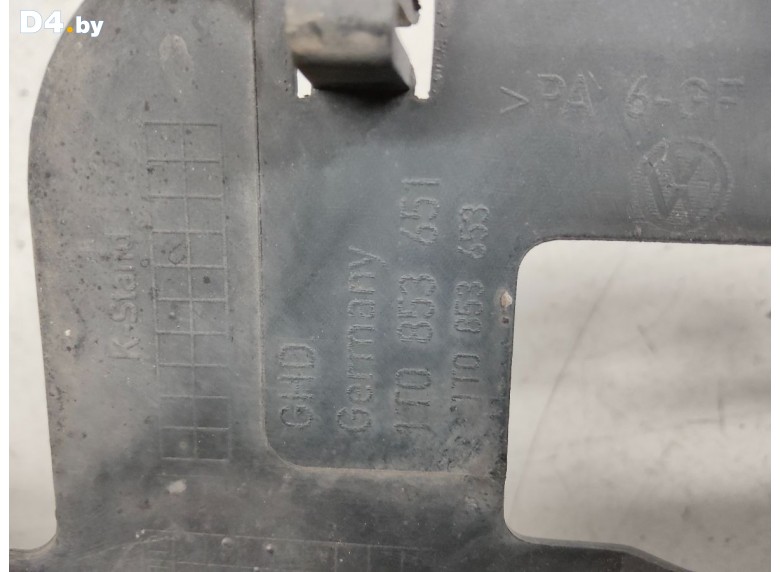 D4.by
>PA 6-GF
K-Stand
GHD
Germany
1T0 853 651
1T0 853 653